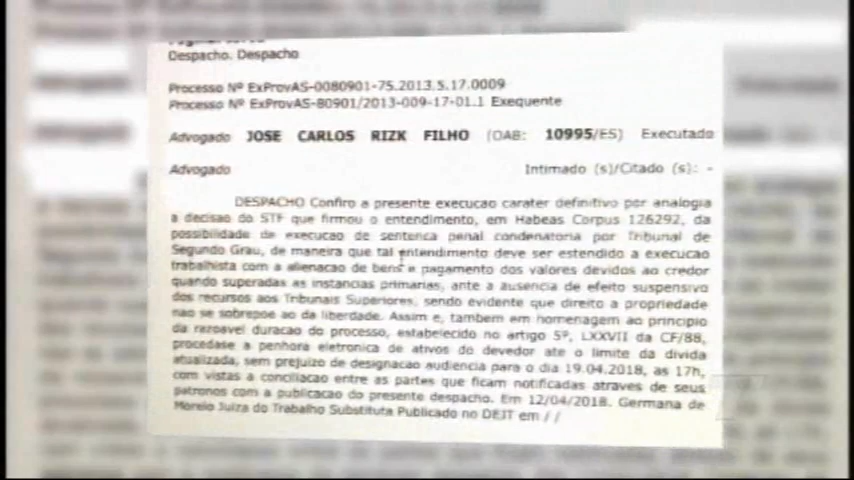 Despacho. Despacho
Processo Nº ExProvAS-0080901-75.2013.5.17.0009
Processo Nº ExProvAS-80901/2013-009-17-01.1 Exequente
Advogado JOSE CARLOS RIZK FILHO (OAB: 10995/ES) Executado
Advogado Intimado (s)/Citado (s): -
DESPACHO Confiro a presente execucao carater definitivo por analogia
a decisao do STF que firmou o entendimento, em Habeas Corpus 126292, da
possibilidade de execucao de sentenca penal condenatoria por Tribunal de
Segundo Grau, de maneira que tal entendimento deve ser estendido a execucao
trabalhista com a alienacao de bens e pagamento dos valores devidos ao credor
quando superadas as instancias primarias, ante a ausencia de efeito suspensivo
dos recursos aos Tribunais Superiores, sendo evidente que direito a propriedade
nao se sobrepoe ao da liberdade. Assim e, tambem em homenagem ao principio
da razoavel duracao do processo, estabelecido no artigo 5º, LXXVII da CF/88,
procedase a penhora eletronica de ativos do devedor ate o limite da divida
atualizada, sem prejuizo de designacao audiencia para o dia 19.04.2018, as 17h,
com vistas a conciliacao entre as partes que ficam notificadas atraves de seus
patronos com a publicacao do presente despacho. Em 12/04/2018. Germana de
Morelo Juiza do Trabalho Substituta Publicado no DEJT em / /